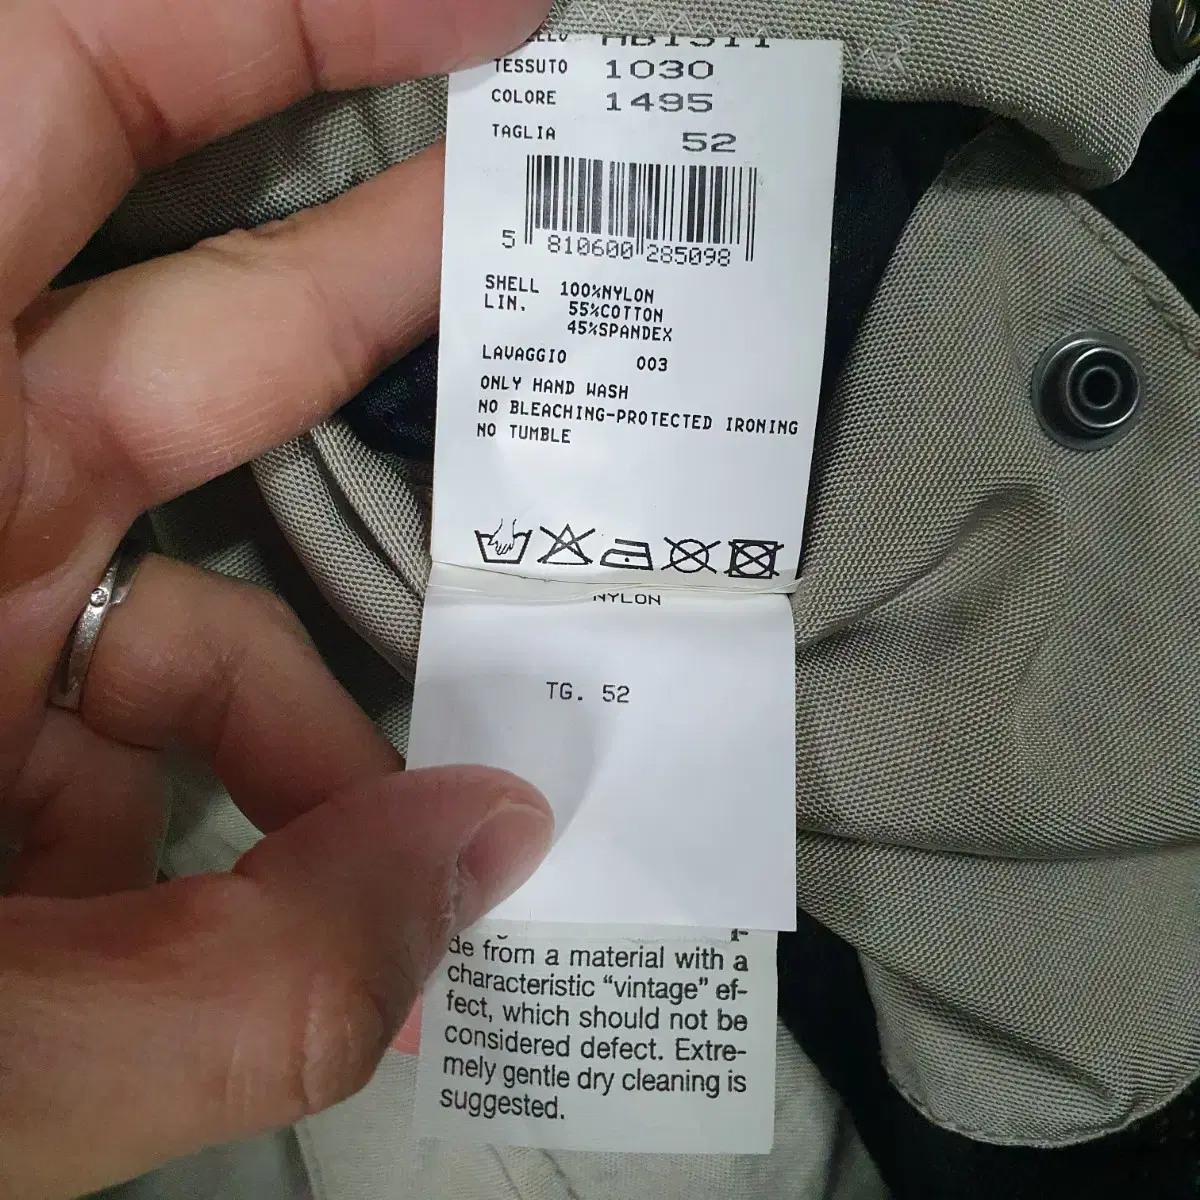 TESSUTO 1030
COLORE 1495
TAGLIA 52
5 810600 285098
SHELL 100%NYLON
LIN. 55%COTTON
45%SPANDEX
LAVAGGIO 003
ONLY HAND WASH
NO BLEACHING-PROTECTED IRONING
NO TUMBLE
NYLON
TG. 52
de from a material with a
characteristic “vintage” ef-
fect, which should not be
considered defect. Extre-
mely gentle dry cleaning is
suggested.